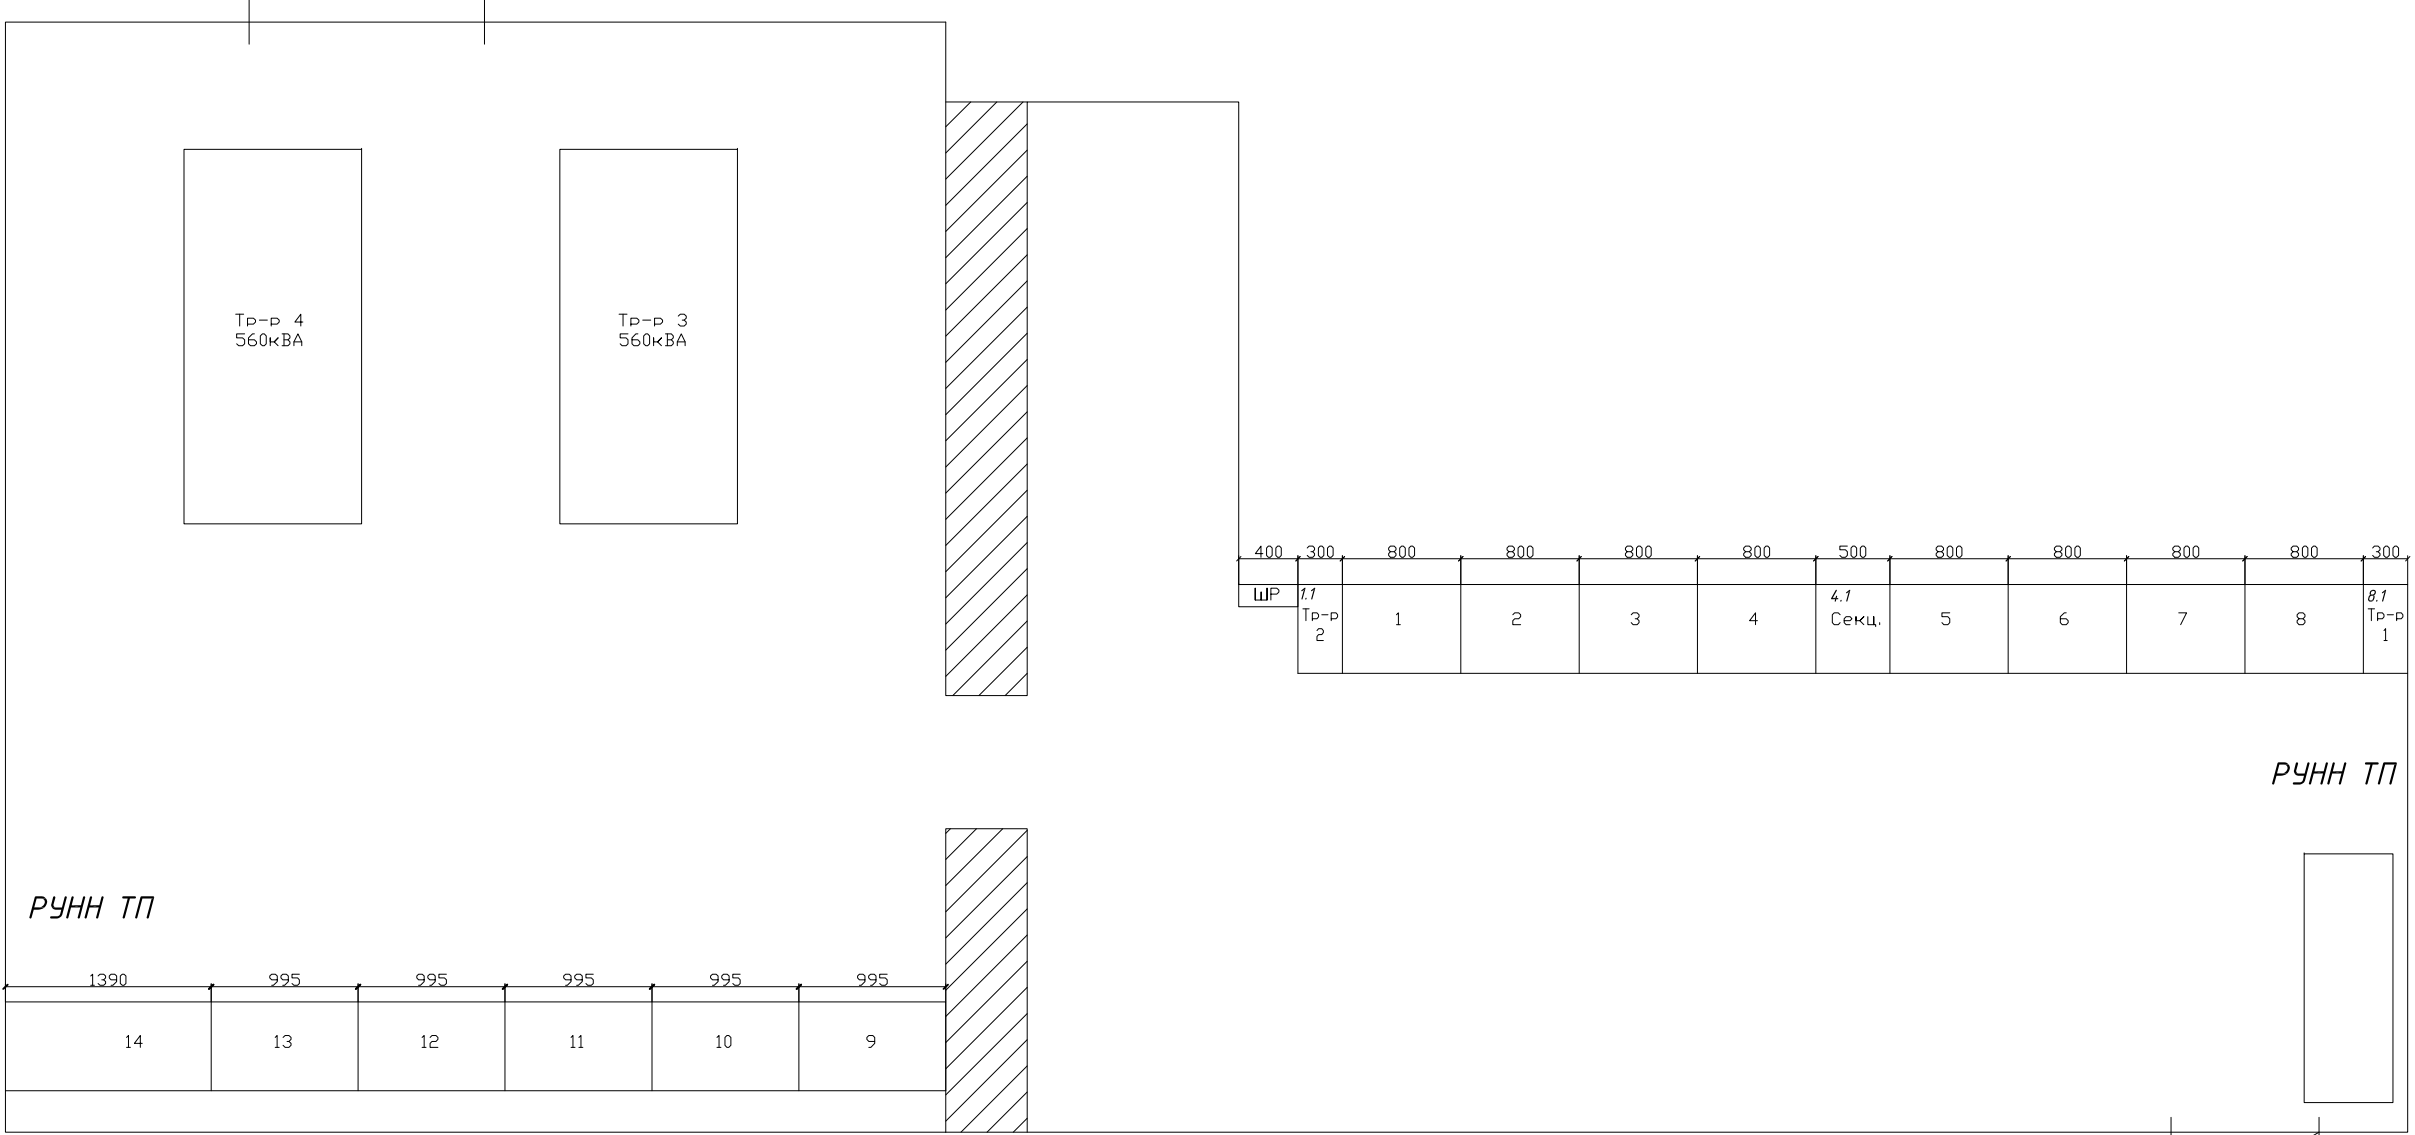 Тр-р 4
560кВА
Тр-р 3
560кВА
400 300 800 800 800 800 500 800 800 800 800 300
ШР 1.1 4.1 8.1
Тр-р 1 2 3 4 Секц. 5 6 7 8 Тр-р
2 1
РУНН ТП
РУНН ТП
1390 995 995 995 995 995
14 13 12 11 10 9